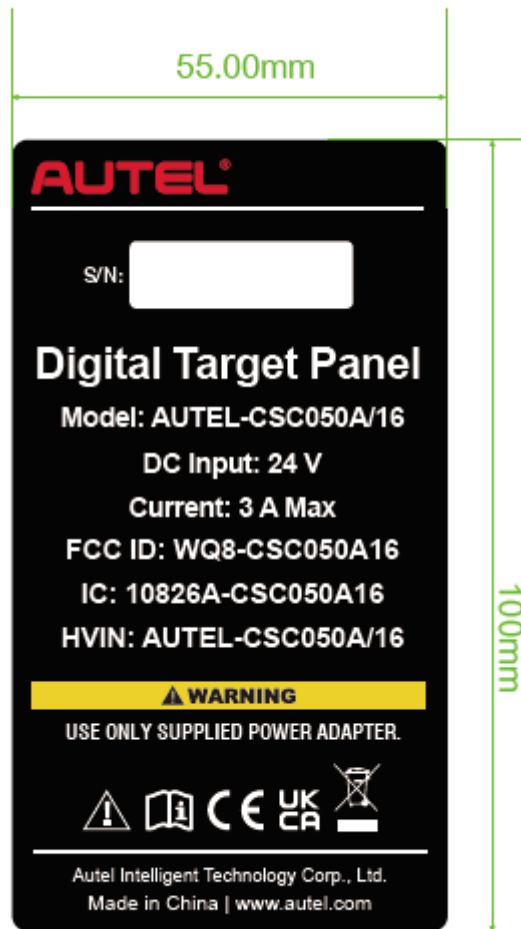 55.00mm
AUTEL®
S/N:
Digital Target Panel
Model: AUTEL-CSC050A/16
DC Input: 24 V
Current: 3 A Max
FCC ID: WQ8-CSC050A16
IC: 10826A-CSC050A16
HVIN: AUTEL-CSC050A/16
100mm
WARNING
USE ONLY SUPPLIED POWER ADAPTER.
CE UK
CA
Autel Intelligent Technology Corp., Ltd.
Made in China | www.autel.com